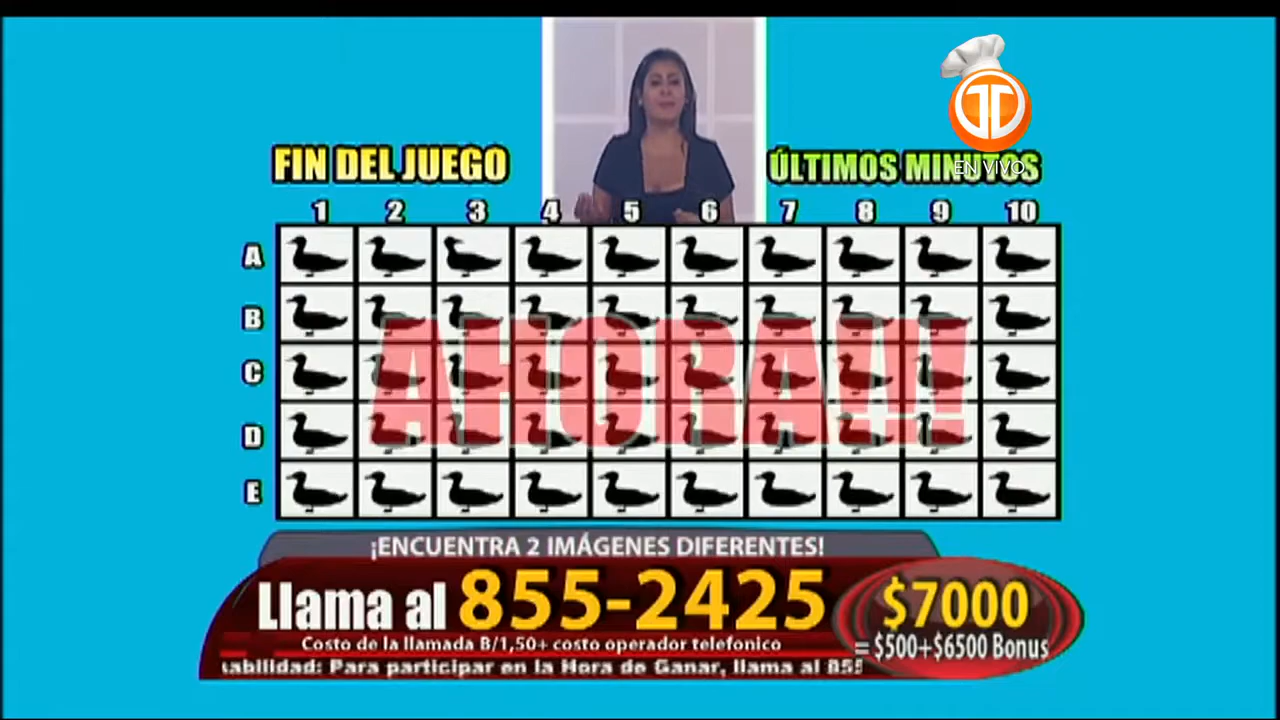 EN VIVO
FIN DEL JUEGO
ÚLTIMOS MINUTOS
1 2 3 4 5 6 7 8 9 10
A
B
C
D
E
AHORA!!!
¡ENCUENTRA 2 IMÁGENES DIFERENTES!
Llama al 855-2425
$7000
Costo de la llamada B/1,50+ costo operador telefonico
= $500+$6500 Bonus
abilidad: Para participar en la Hora de Ganar, llama al 855